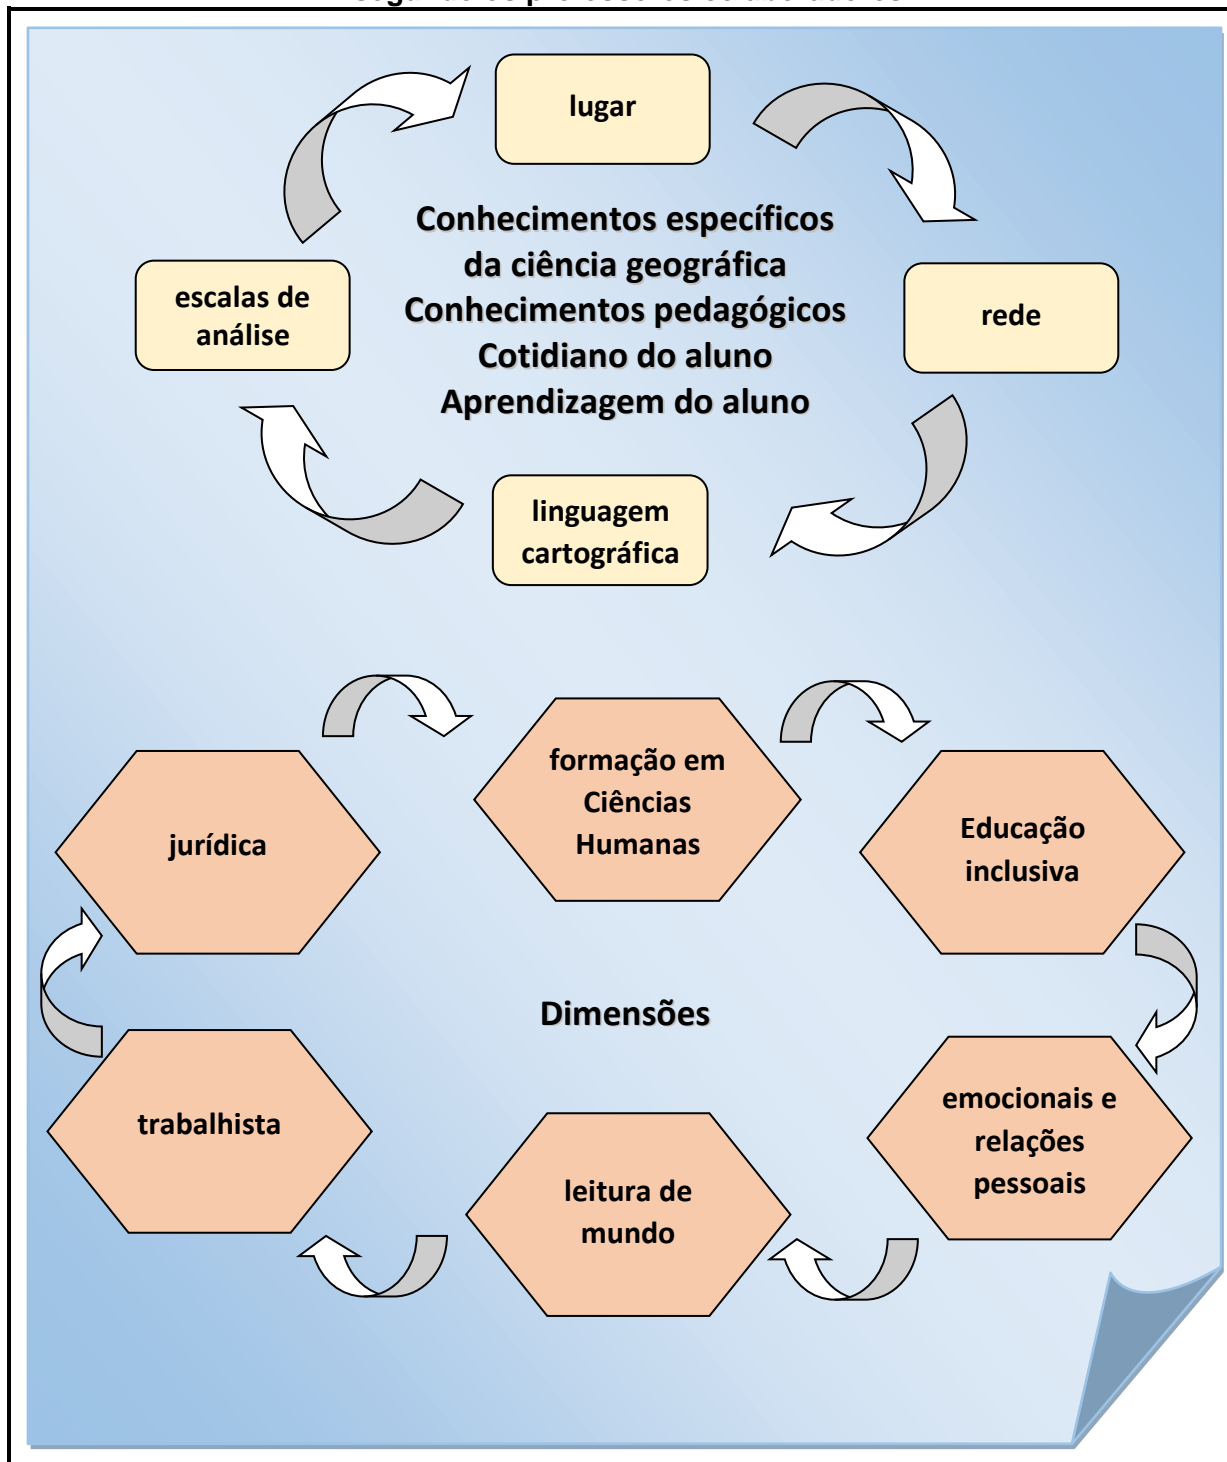 lugar
Conhecimentos específicos
da ciência geográfica
Conhecimentos pedagógicos
Cotidiano do aluno
Aprendizagem do aluno
escalas de
análise
rede
linguagem
cartográfica
formação em
Ciências
Humanas
jurídica
Educação
inclusiva
Dimensões
trabalhista
emocionais e
relações
pessoais
leitura de
mundo